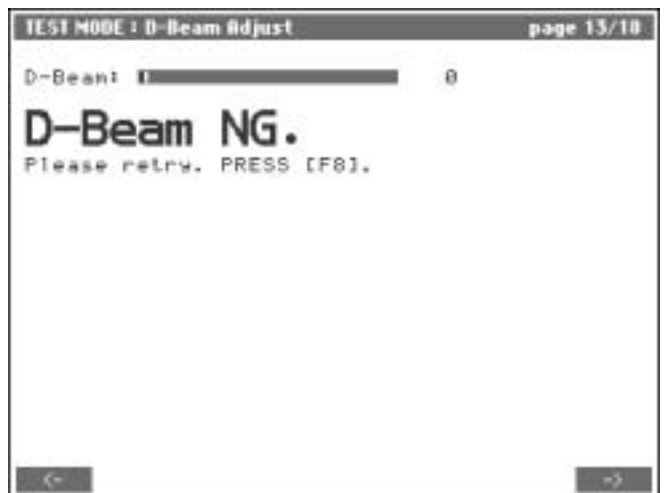 TEST MODE : D-Beam Adjust page 13/18
D-Beam: 0
D-Beam NG.
Please retry. PRESS [F8].
<- ->